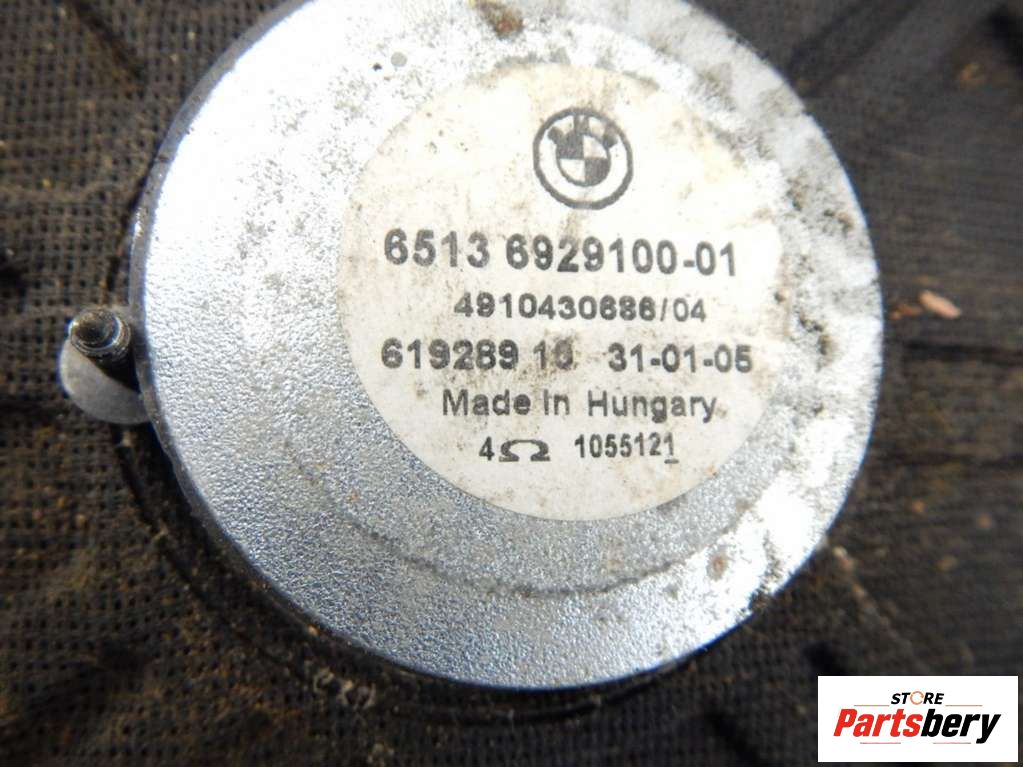 6513 6929100-01
4910430686/04
619289 10 31-01-05
Made in Hungary
4Ω 1055121
STORE
Partsbery